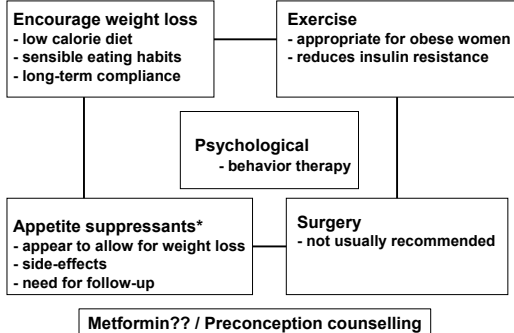 Encourage weight loss
- low calorie diet
- sensible eating habits
- long-term compliance
Exercise
- appropriate for obese women
- reduces insulin resistance
Psychological
- behavior therapy
Appetite suppressants*
- appear to allow for weight loss
- side-effects
- need for follow-up
Surgery
- not usually recommended
Metformin?? / Preconception counselling